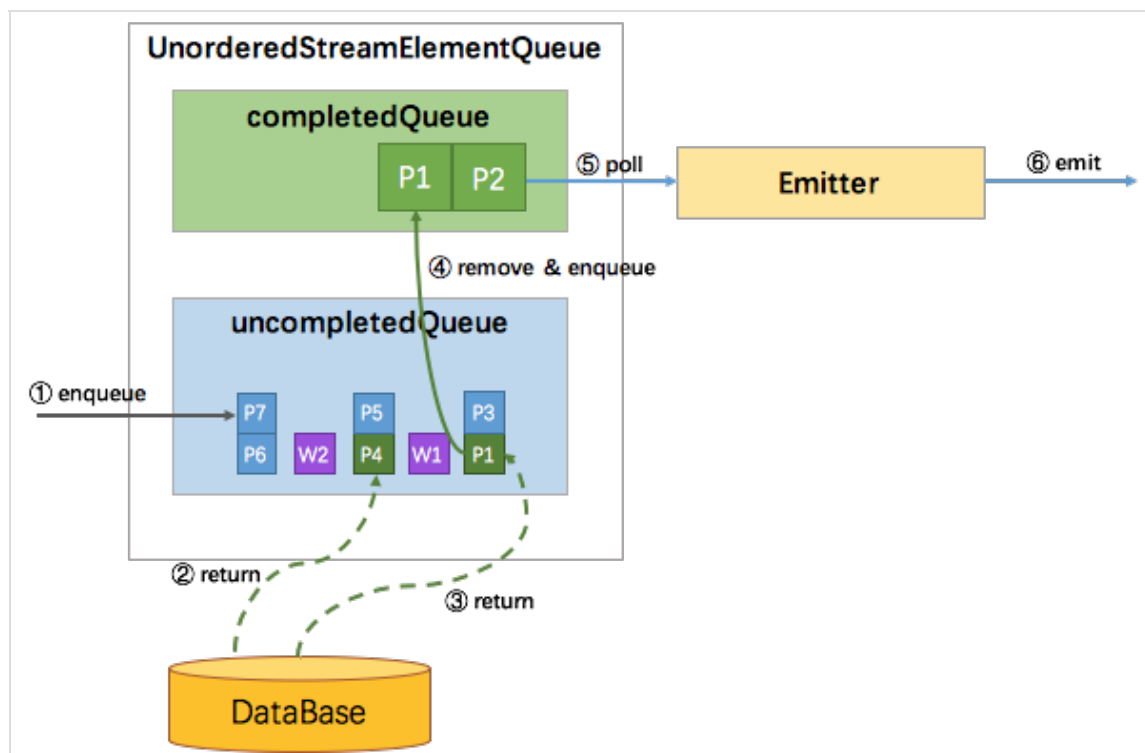 UnorderedStreamElementQueue
completedQueue
P1 P2
⑤ poll
Emitter
⑥ emit
④ remove & enqueue
uncompletedQueue
① enqueue
P7 P5 P3
P6 W2 P4 W1 P1
② return
③ return
DataBase